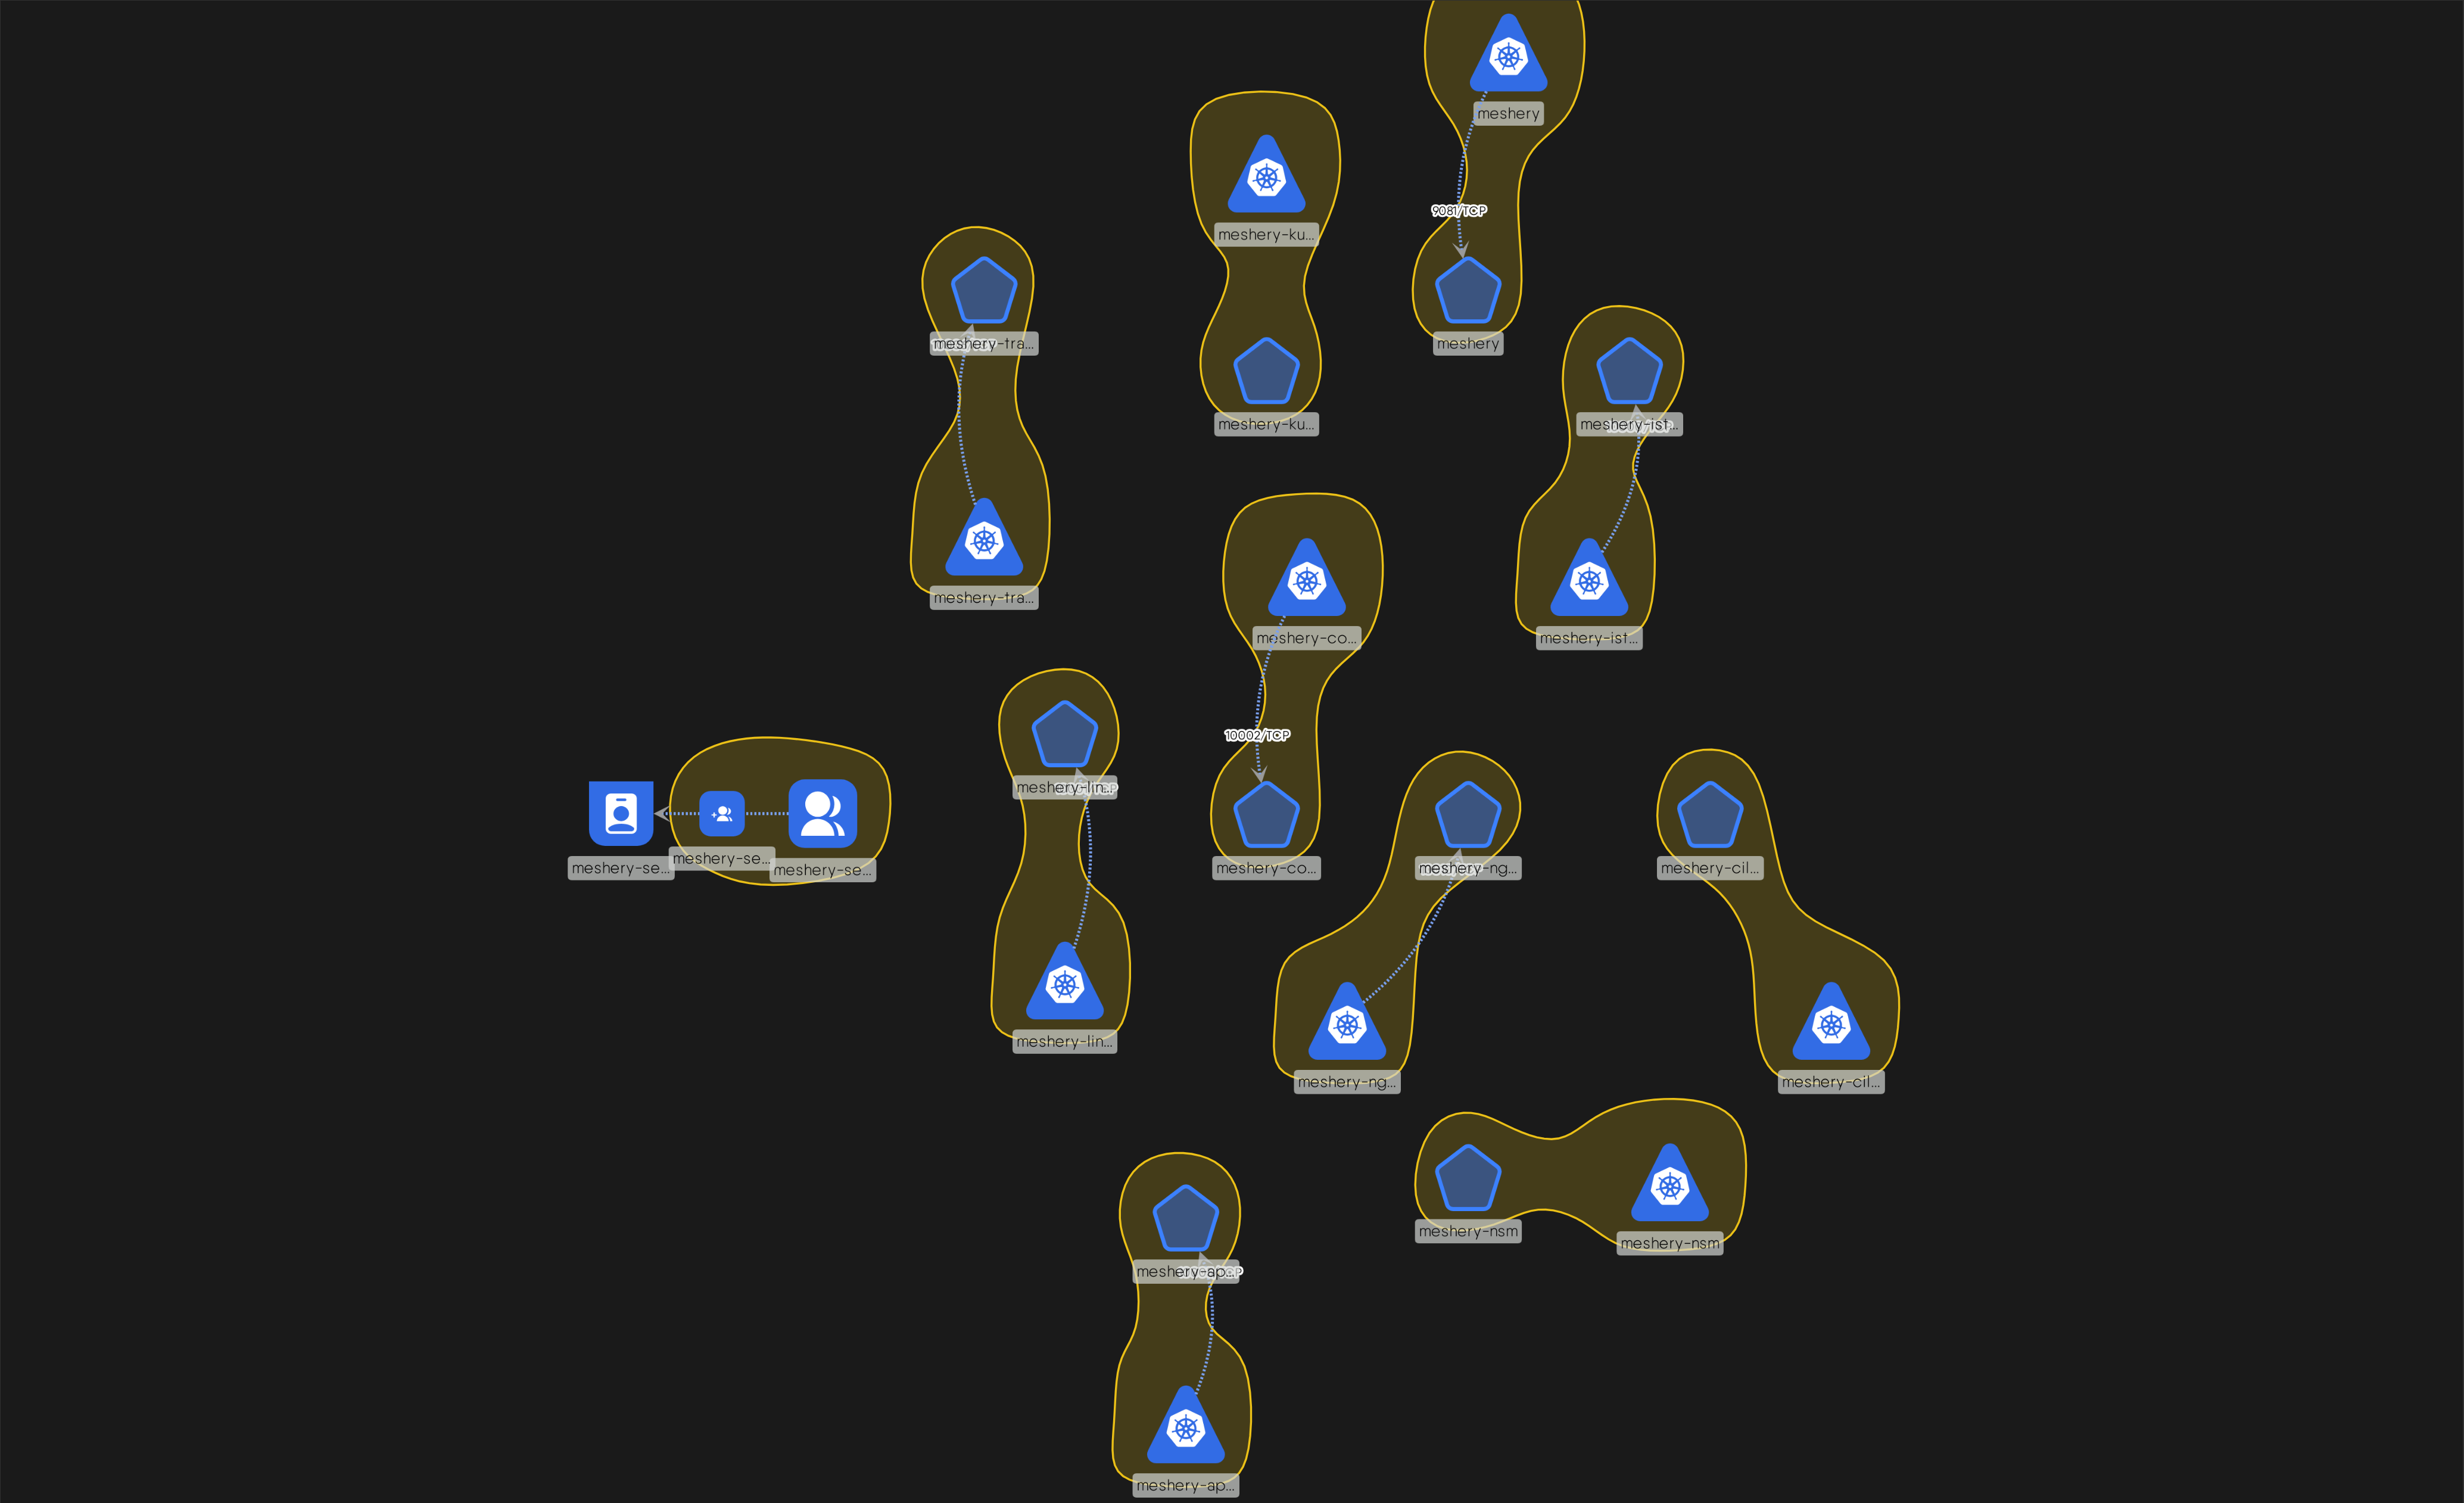 meshery
meshery-ku...
9081/TCP
meshery-tra...
meshery
meshery-ku...
meshery-ist...
meshery-tra...
meshery-co...
meshery-ist...
10002/TCP
meshery-lin...
meshery-se...
meshery-se...
meshery-se...
meshery-co...
meshery-ng...
meshery-cil...
meshery-lin...
meshery-ng...
meshery-cil...
meshery-nsm
meshery-nsm
meshery-ap...
meshery-ap...